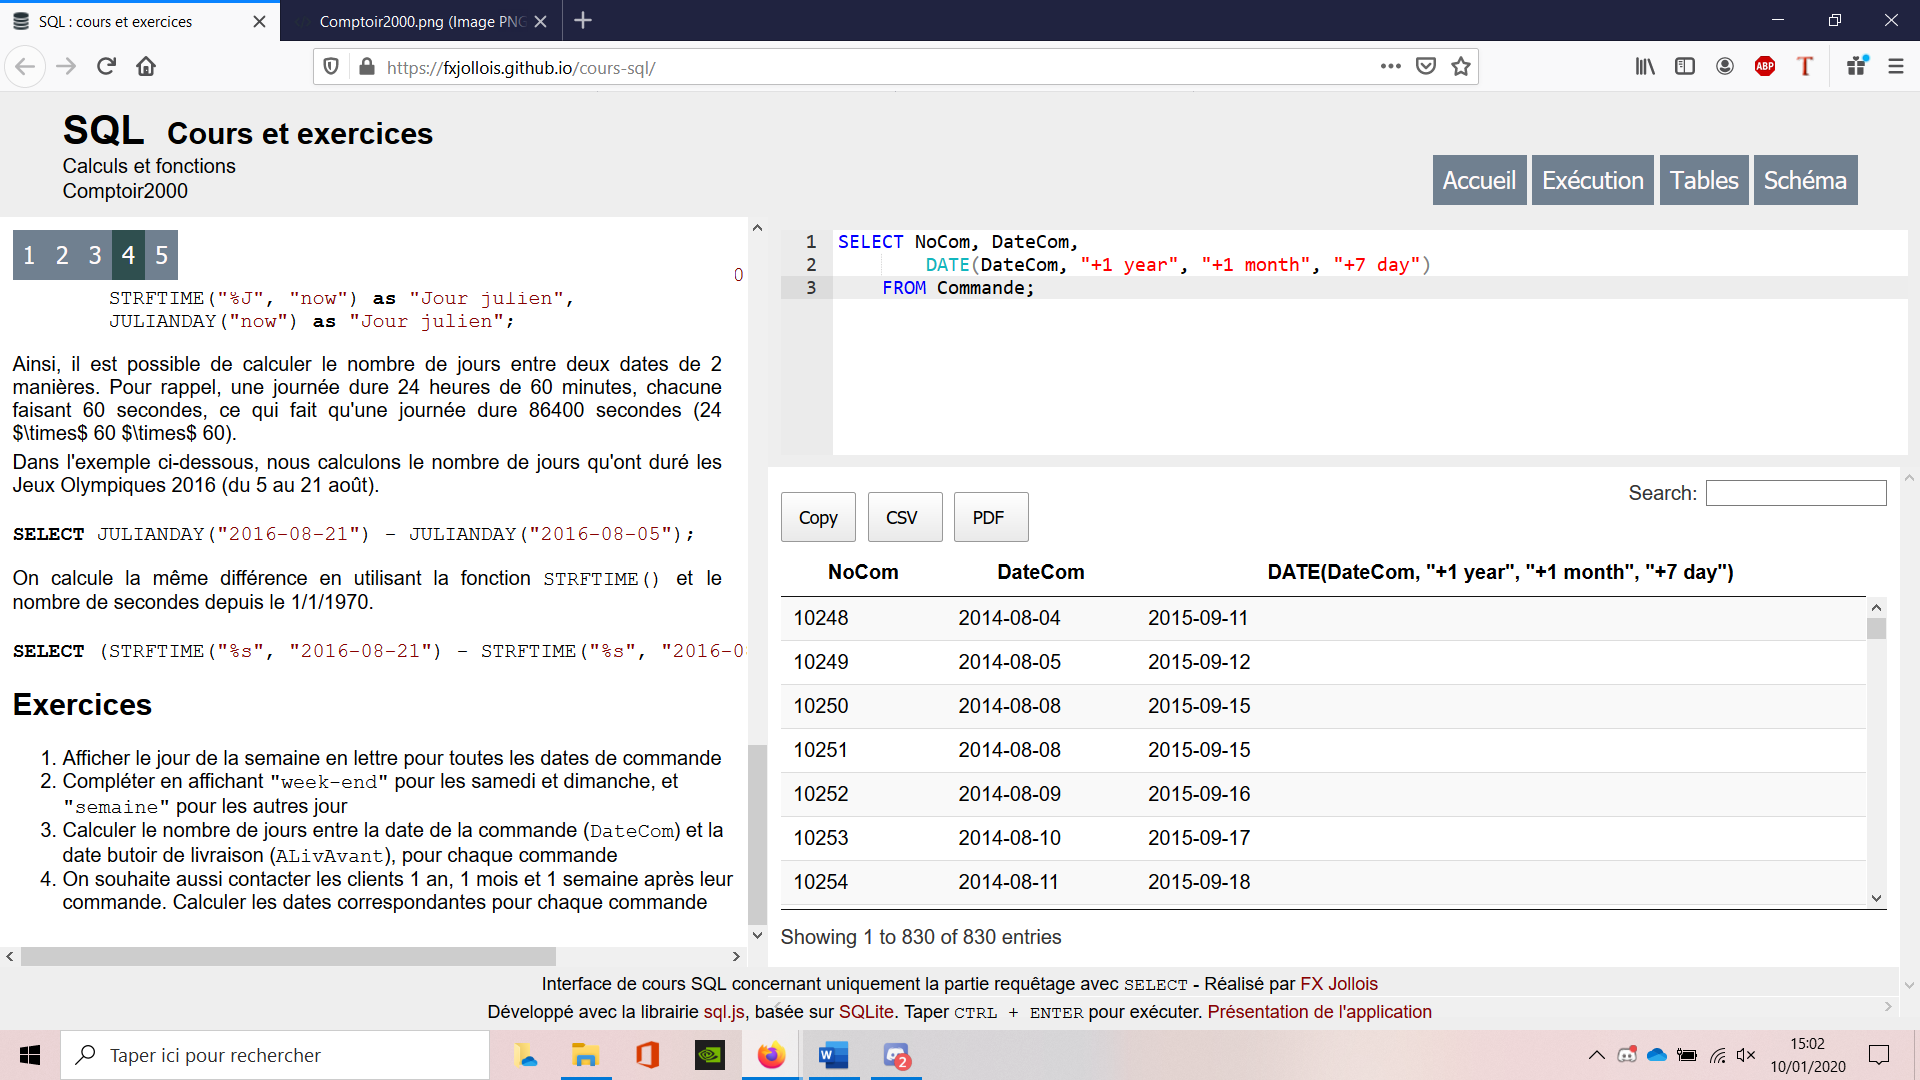 SQL : cours et exercices
Comptoir2000.png (Image PNG
https://fxjollois.github.io/cours-sql/
ABP
T
SQL Cours et exercices
Calculs et fonctions
Comptoir2000
Accueil Exécution Tables Schéma
1 2 3 4 5
0
STRFTIME("%J", "now") as "Jour julien",
JULIANDAY("now") as "Jour julien";
Ainsi, il est possible de calculer le nombre de jours entre deux dates de 2
manières. Pour rappel, une journée dure 24 heures de 60 minutes, chacune
faisant 60 secondes, ce qui fait qu'une journée dure 86400 secondes (24
$\times$ 60 $\times$ 60).
Dans l'exemple ci-dessous, nous calculons le nombre de jours qu'ont duré les
Jeux Olympiques 2016 (du 5 au 21 août).
SELECT JULIANDAY("2016-08-21") - JULIANDAY("2016-08-05");
On calcule la même différence en utilisant la fonction STRFTIME() et le
nombre de secondes depuis le 1/1/1970.
SELECT (STRFTIME("%s", "2016-08-21") - STRFTIME("%s", "2016-0
Exercices
1. Afficher le jour de la semaine en lettre pour toutes les dates de commande
2. Compléter en affichant "week-end" pour les samedi et dimanche, et
"semaine" pour les autres jour
3. Calculer le nombre de jours entre la date de la commande (DateCom) et la
date butoir de livraison (ALivAvant), pour chaque commande
4. On souhaite aussi contacter les clients 1 an, 1 mois et 1 semaine après leur
commande. Calculer les dates correspondantes pour chaque commande
1 SELECT NoCom, DateCom,
2 DATE(DateCom, "+1 year", "+1 month", "+7 day")
3 FROM Commande;
Search:
Copy CSV PDF
NoCom DateCom DATE(DateCom, "+1 year", "+1 month", "+7 day")
10248 2014-08-04 2015-09-11
10249 2014-08-05 2015-09-12
10250 2014-08-08 2015-09-15
10251 2014-08-08 2015-09-15
10252 2014-08-09 2015-09-16
10253 2014-08-10 2015-09-17
10254 2014-08-11 2015-09-18
Showing 1 to 830 of 830 entries
Interface de cours SQL concernant uniquement la partie requêtage avec SELECT - Réalisé par FX Jollois
Développé avec la librairie sql.js, basée sur SQLite. Taper CTRL + ENTER pour exécuter. Présentation de l'application
Taper ici pour rechercher
W
2
15:02
10/01/2020